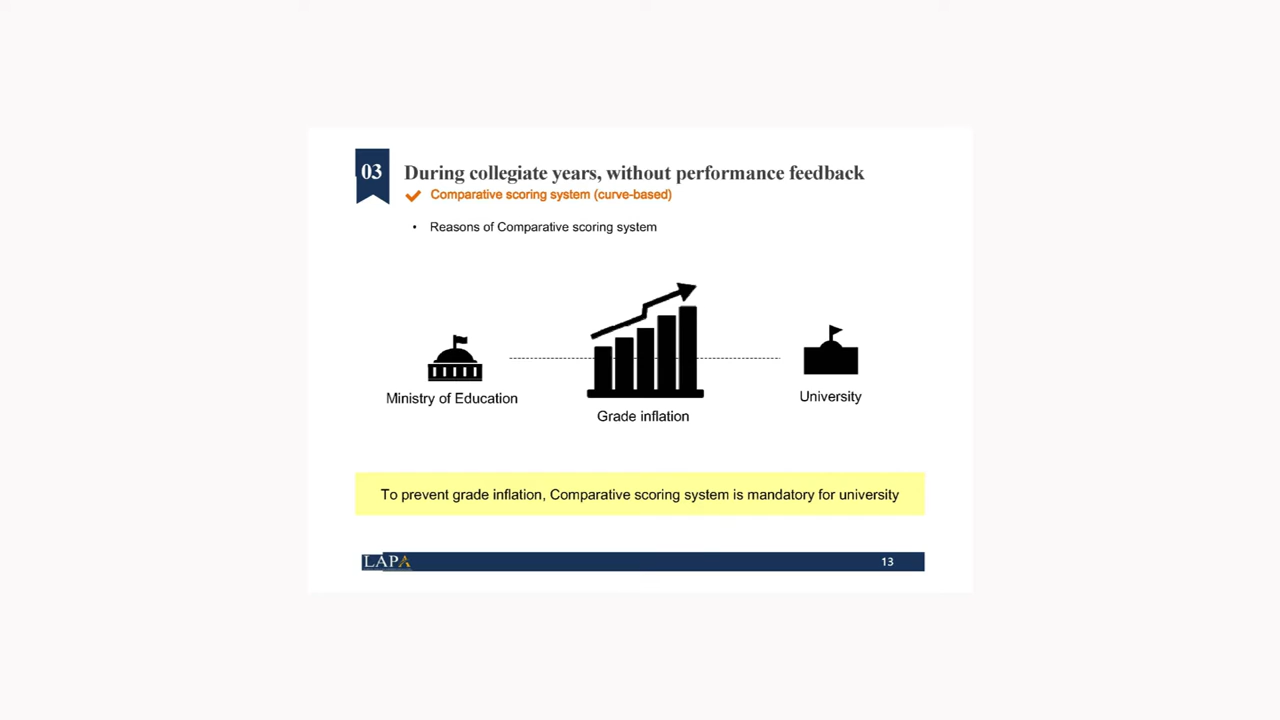 03
During collegiate years, without performance feedback
Comparative scoring system (curve-based)
• Reasons of Comparative scoring system
Ministry of Education
Grade inflation
University
To prevent grade inflation, Comparative scoring system is mandatory for university
LAPA
13